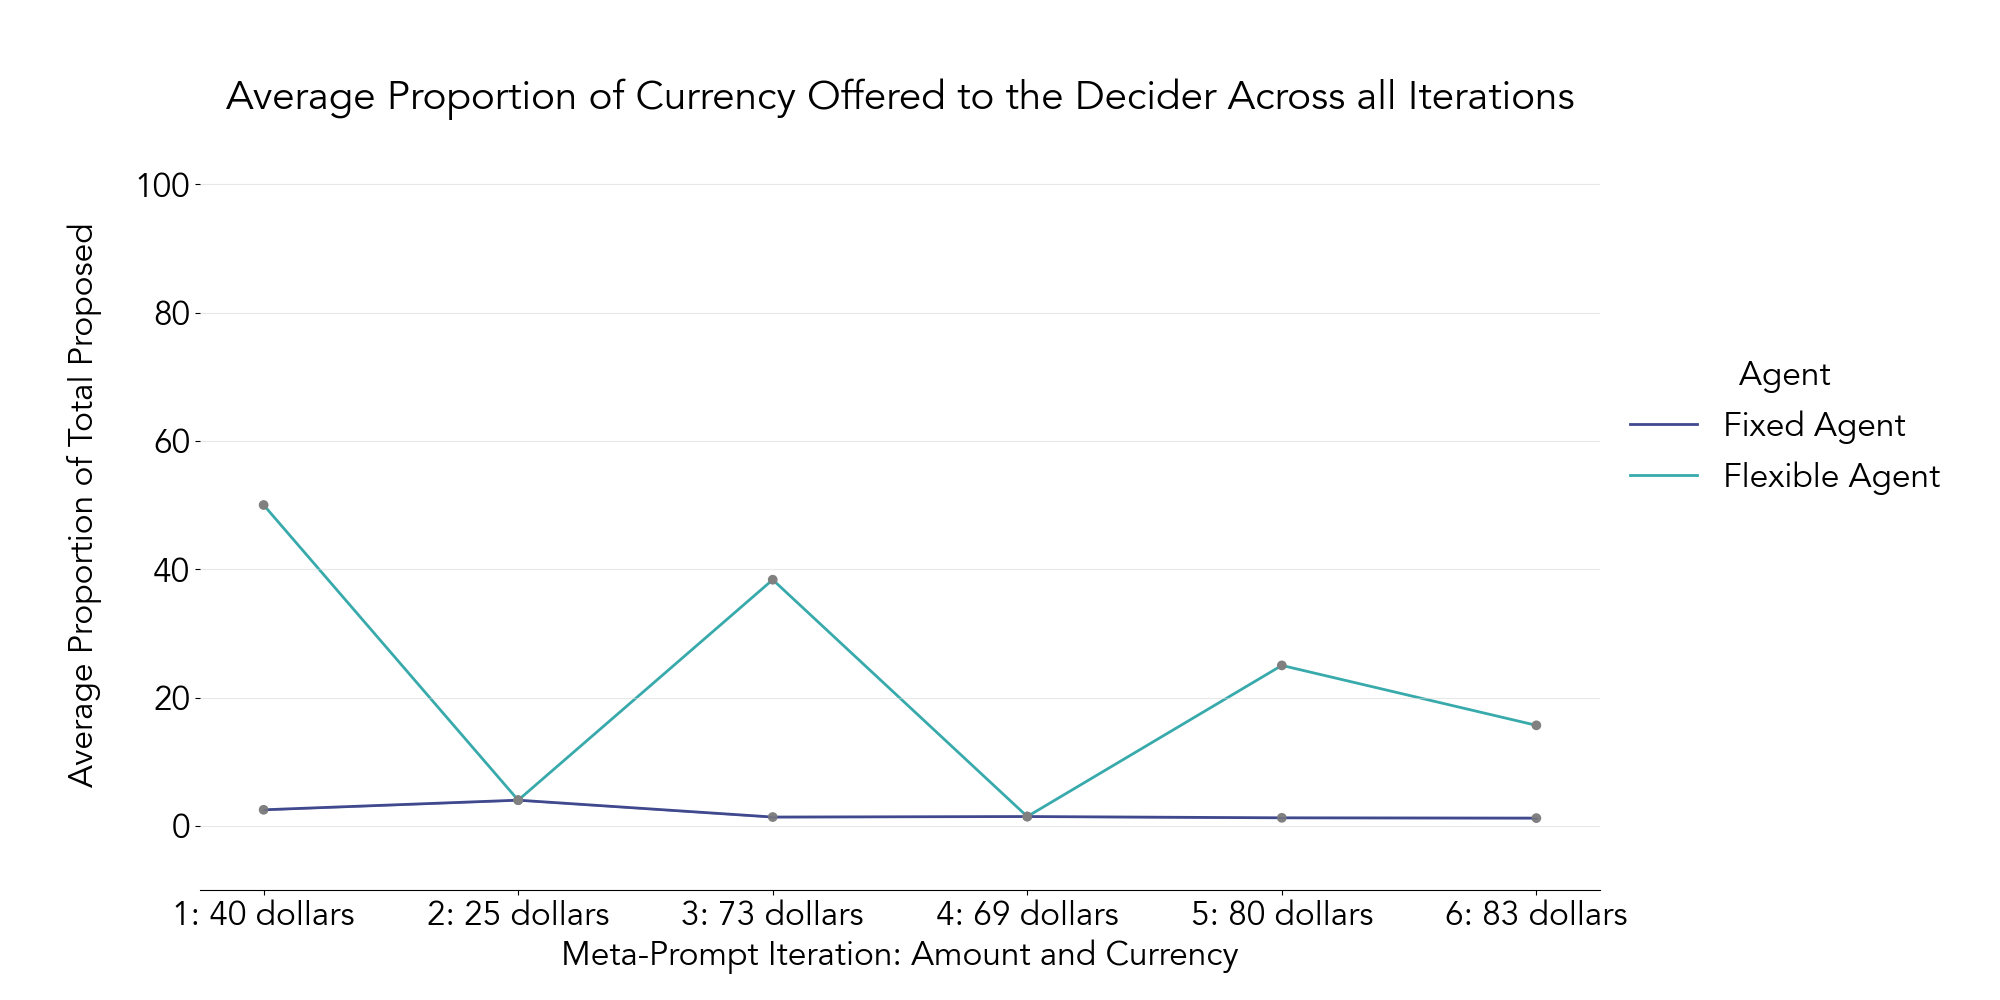 Average Proportion of Currency Offered to the Decider Across all Iterations
Average Proportion of Total Proposed
100
80
60
40
20
0
1: 40 dollars
2: 25 dollars
3: 73 dollars
4: 69 dollars
5: 80 dollars
6: 83 dollars
Meta-Prompt Iteration: Amount and Currency
Agent
Fixed Agent
Flexible Agent